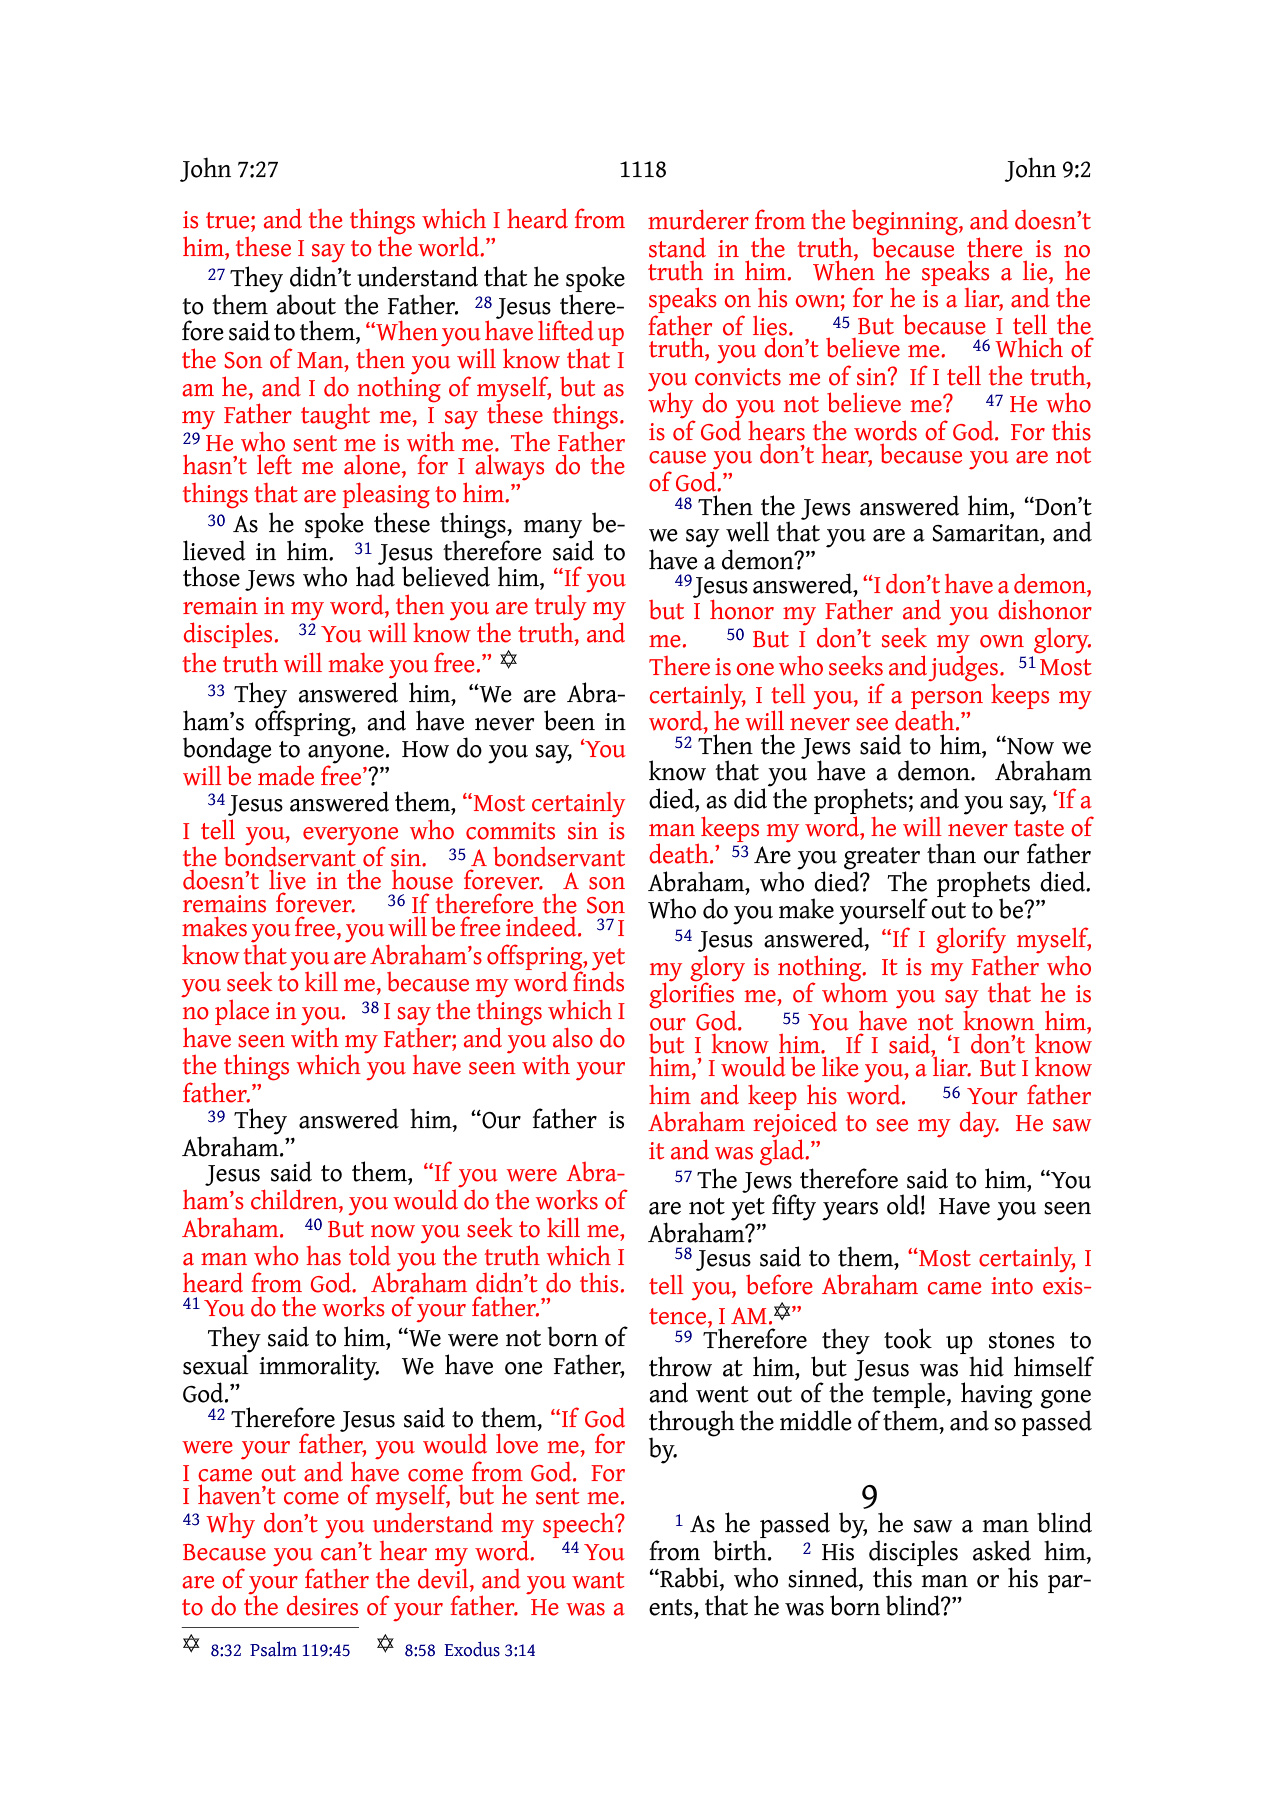 John 7:27 1118 John 9:2
is true; and the things which I heard from
him, these I say to the world.”
27 They didn’t understand that he spoke
to them about the Father. 28 Jesus there-
fore said to them, “When you have lifted up
the Son of Man, then you will know that I
am he, and I do nothing of myself, but as
my Father taught me, I say these things.
29 He who sent me is with me. The Father
hasn’t left me alone, for I always do the
things that are pleasing to him.”
30 As he spoke these things, many be-
lieved in him. 31 Jesus therefore said to
those Jews who had believed him, “If you
remain in my word, then you are truly my
disciples. 32 You will know the truth, and
the truth will make you free.” ✡
33 They answered him, “We are Abra-
ham’s offspring, and have never been in
bondage to anyone. How do you say, ‘You
will be made free’?”
34 Jesus answered them, “Most certainly
I tell you, everyone who commits sin is
the bondservant of sin. 35 A bondservant
doesn’t live in the house forever. A son
remains forever. 36 If therefore the Son
makes you free, you will be free indeed. 37 I
know that you are Abraham’s offspring, yet
you seek to kill me, because my word finds
no place in you. 38 I say the things which I
have seen with my Father; and you also do
the things which you have seen with your
father.”
39 They answered him, “Our father is
Abraham.”
Jesus said to them, “If you were Abra-
ham’s children, you would do the works of
Abraham. 40 But now you seek to kill me,
a man who has told you the truth which I
heard from God. Abraham didn’t do this.
41 You do the works of your father.”
They said to him, “We were not born of
sexual immorality. We have one Father,
God.”
42 Therefore Jesus said to them, “If God
were your father, you would love me, for
I came out and have come from God. For
I haven’t come of myself, but he sent me.
43 Why don’t you understand my speech?
Because you can’t hear my word. 44 You
are of your father the devil, and you want
to do the desires of your father. He was a
murderer from the beginning, and doesn’t
stand in the truth, because there is no
truth in him. When he speaks a lie, he
speaks on his own; for he is a liar, and the
father of lies. 45 But because I tell the
truth, you don’t believe me. 46 Which of
you convicts me of sin? If I tell the truth,
why do you not believe me? 47 He who
is of God hears the words of God. For this
cause you don’t hear, because you are not
of God.”
48 Then the Jews answered him, “Don’t
we say well that you are a Samaritan, and
have a demon?”
49 Jesus answered, “I don’t have a demon,
but I honor my Father and you dishonor
me. 50 But I don’t seek my own glory.
There is one who seeks and judges. 51 Most
certainly, I tell you, if a person keeps my
word, he will never see death.”
52 Then the Jews said to him, “Now we
know that you have a demon. Abraham
died, as did the prophets; and you say, ‘If a
man keeps my word, he will never taste of
death.’ 53 Are you greater than our father
Abraham, who died? The prophets died.
Who do you make yourself out to be?”
54 Jesus answered, “If I glorify myself,
my glory is nothing. It is my Father who
glorifies me, of whom you say that he is
our God. 55 You have not known him,
but I know him. If I said, ‘I don’t know
him,’ I would be like you, a liar. But I know
him and keep his word. 56 Your father
Abraham rejoiced to see my day. He saw
it and was glad.”
57 The Jews therefore said to him, “You
are not yet fifty years old! Have you seen
Abraham?”
58 Jesus said to them, “Most certainly, I
tell you, before Abraham came into exis-
tence, I AM.✡”
59 Therefore they took up stones to
throw at him, but Jesus was hid himself
and went out of the temple, having gone
through the middle of them, and so passed
by.
9
1 As he passed by, he saw a man blind
from birth. 2 His disciples asked him,
“Rabbi, who sinned, this man or his par-
ents, that he was born blind?”
✡ 8:32 Psalm 119:45 ✡ 8:58 Exodus 3:14